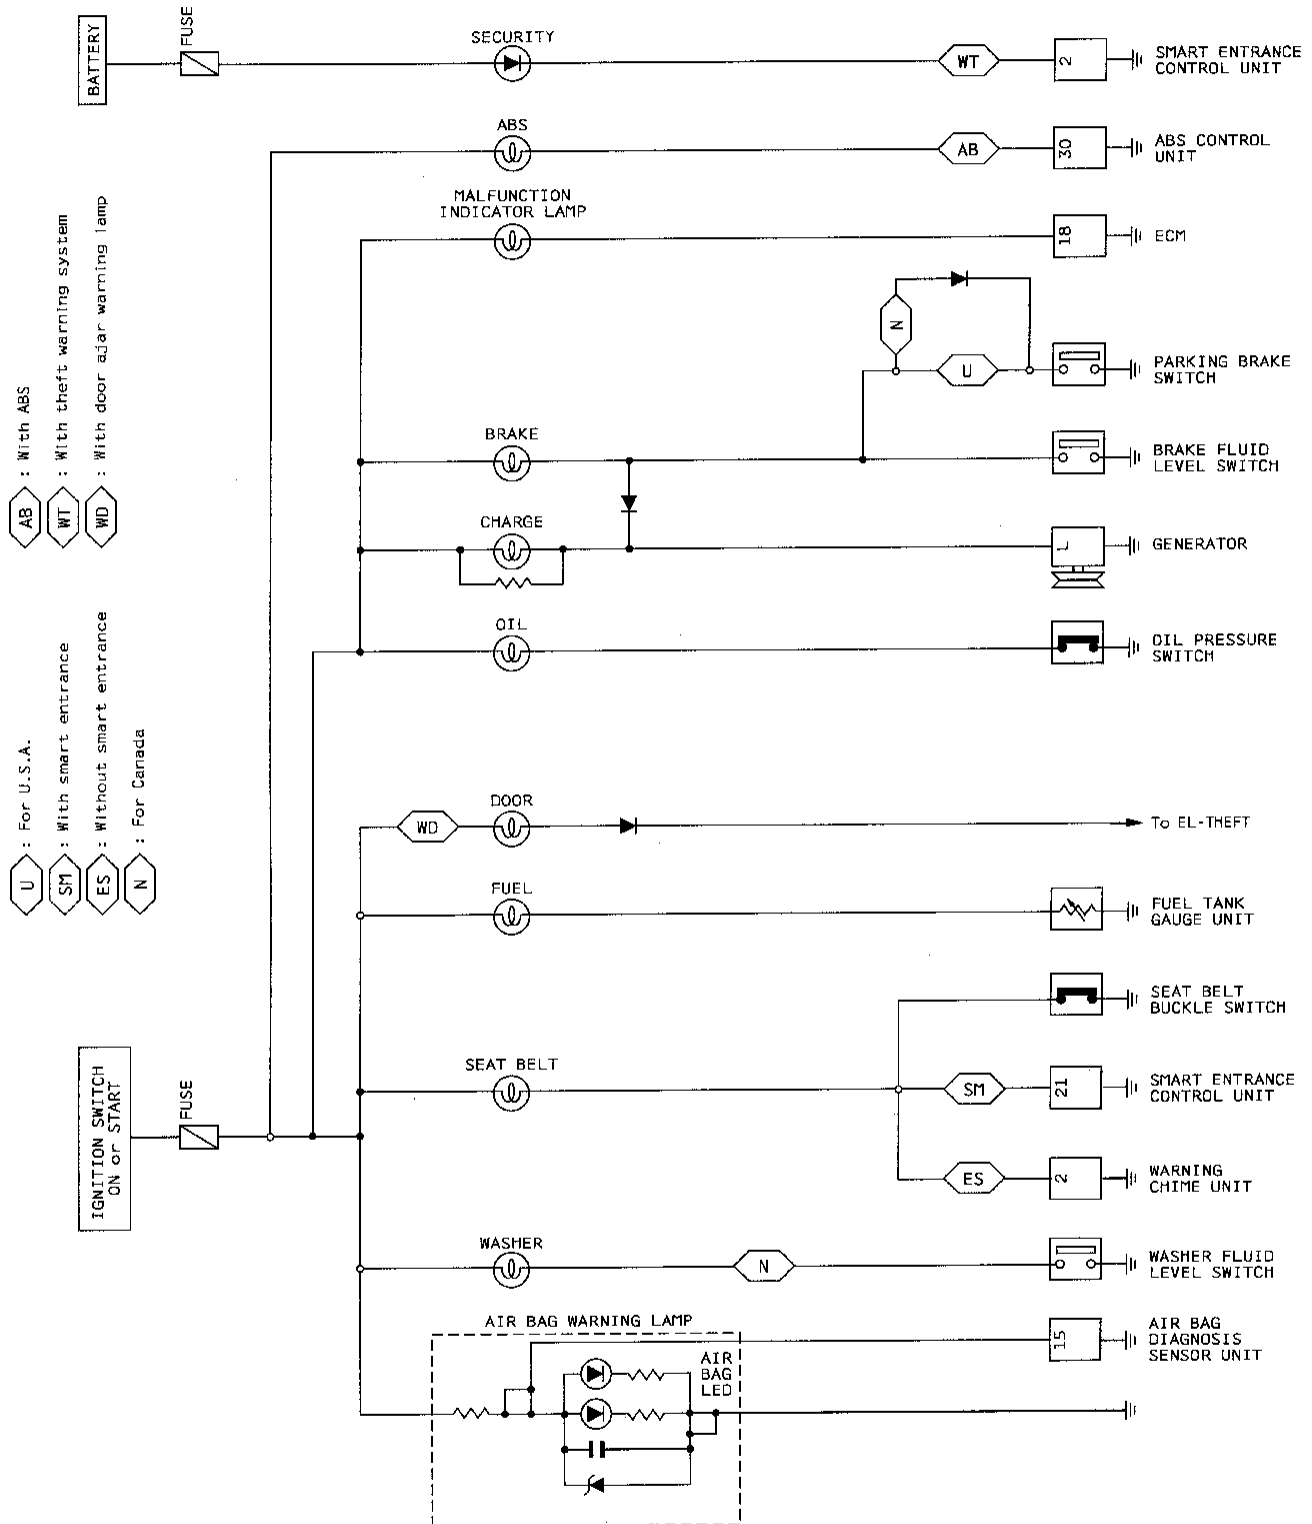 BATTERY
FUSE
SECURITY
WT
2
SMART ENTRANCE
CONTROL UNIT
ABS
AB
30
ABS CONTROL
UNIT
MALFUNCTION
INDICATOR LAMP
18
ECM
N
U
PARKING BRAKE
SWITCH
BRAKE
BRAKE FLUID
LEVEL SWITCH
CHARGE
L
GENERATOR
OIL
OIL PRESSURE
SWITCH
AB : With ABS
WT : With theft warning system
WD : With door ajar warning lamp
U : For U.S.A.
SM : With smart entrance
ES : Without smart entrance
N : For Canada
DOOR
WD
To EL-THEFT
FUEL
FUEL TANK
GAUGE UNIT
SEAT BELT
BUCKLE SWITCH
IGNITION SWITCH
ON or START
FUSE
SEAT BELT
SM
21
SMART ENTRANCE
CONTROL UNIT
ES
2
WARNING
CHIME UNIT
WASHER
N
WASHER FLUID
LEVEL SWITCH
AIR BAG WARNING LAMP
AIR
BAG
LED
15
AIR BAG
DIAGNOSIS
SENSOR UNIT